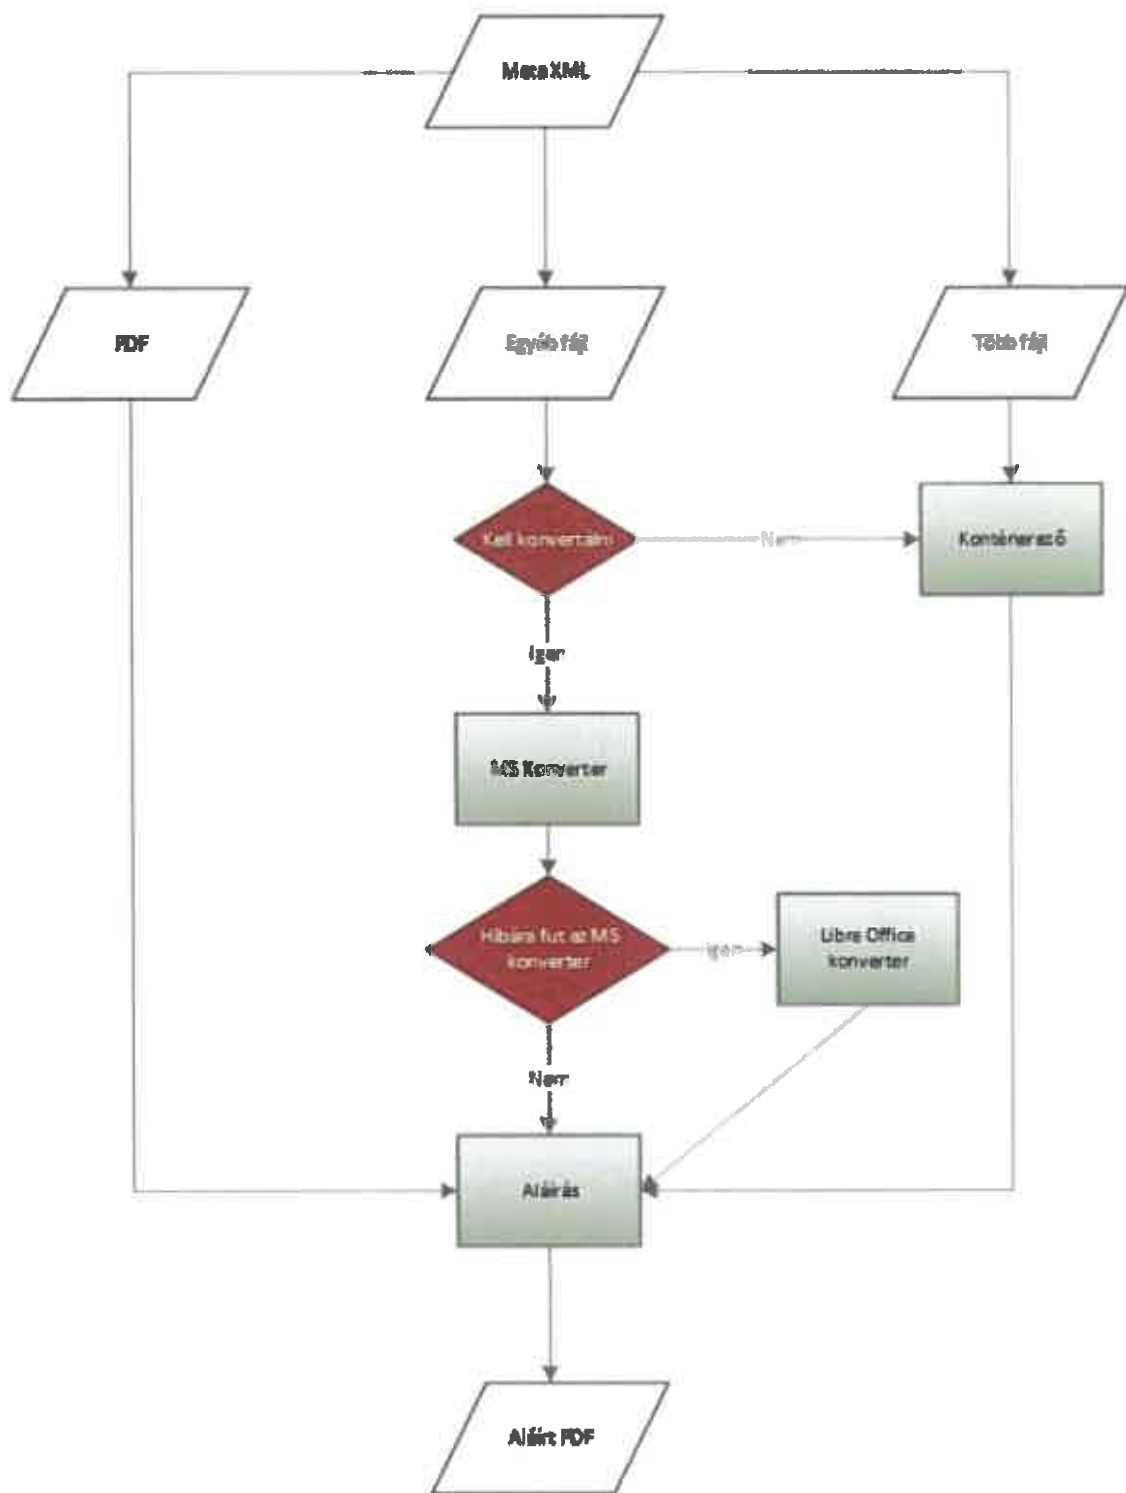 Meta XML
PDF
Egyéb fájl
Több fájl
Kell konvertálni
Nem
Konténerező
Igen
MS Konverter
Hibára fut az MS
konverter
Igen
Libre Office
konverter
Nem
Aláírás
Aláírt PDF